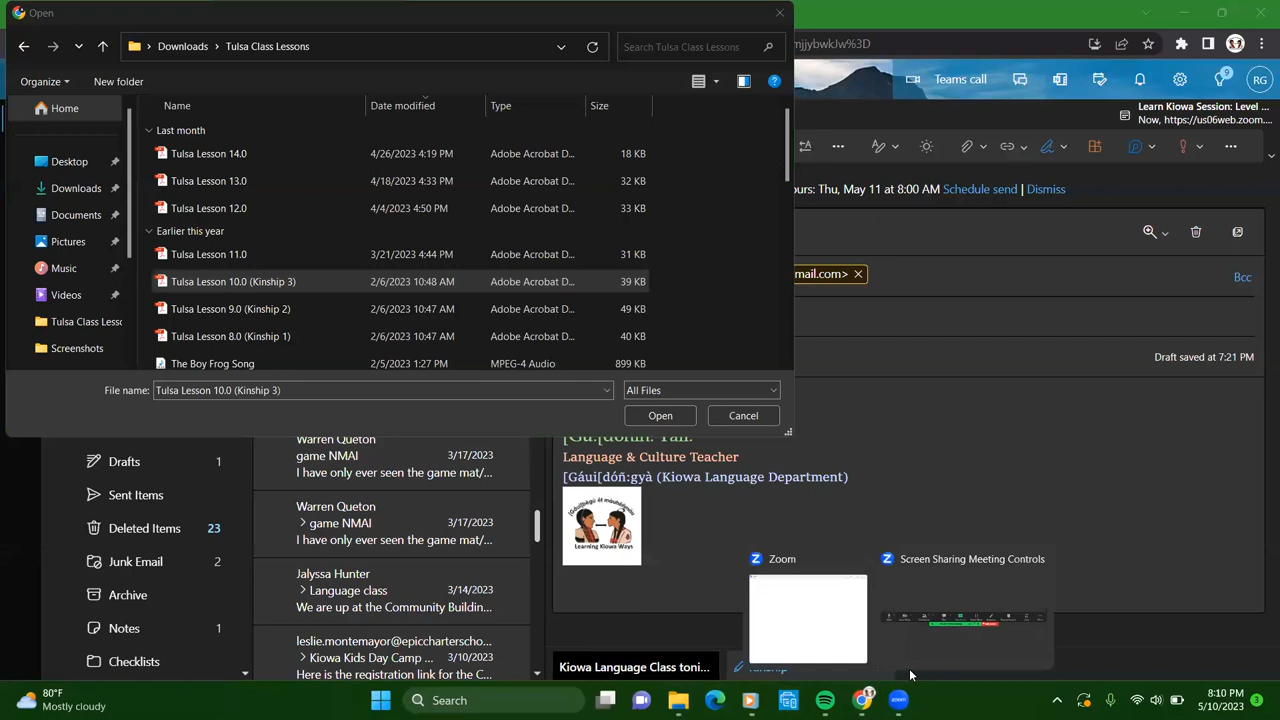 Open
Downloads > Tulsa Class Lessons
Search Tulsa Class Lessons
Organize
New folder
Home
Desktop
Downloads
Documents
Pictures
Music
Videos
Tulsa Class Lesso
Screenshots
Name Date modified Type Size
Last month
Tulsa Lesson 14.0 4/26/2023 4:19 PM Adobe Acrobat D... 18 KB
Tulsa Lesson 13.0 4/18/2023 4:33 PM Adobe Acrobat D... 32 KB
Tulsa Lesson 12.0 4/4/2023 4:50 PM Adobe Acrobat D... 33 KB
Earlier this year
Tulsa Lesson 11.0 3/21/2023 4:44 PM Adobe Acrobat D... 31 KB
Tulsa Lesson 10.0 (Kinship 3) 2/6/2023 10:48 AM Adobe Acrobat D... 39 KB
Tulsa Lesson 9.0 (Kinship 2) 2/6/2023 10:47 AM Adobe Acrobat D... 49 KB
Tulsa Lesson 8.0 (Kinship 1) 2/6/2023 10:47 AM Adobe Acrobat D... 40 KB
The Boy Frog Song 2/5/2023 1:27 PM MPEG-4 Audio 899 KB
File name: Tulsa Lesson 10.0 (Kinship 3)
All Files
Open
Cancel
mjjybwkJw%3D
Teams call
9
RG
Learn Kiowa Session: Level ...
Now, https://us06web.zoom...
ours: Thu, May 11 at 8:00 AM Schedule send | Dismiss
mail.com>
Bcc
Draft saved at 7:21 PM
Language & Culture Teacher
[Gáui[dóñ:gyà (Kiowa Language Department)
Learning Kiowa Ways
Drafts 1
Sent Items
Deleted Items 23
Junk Email 2
Archive
Notes 1
Checklists
Warren Queton
game NMAI 3/17/2023
I have only ever seen the game mat/...
Warren Queton
> game NMAI 3/17/2023
I have only ever seen the game mat/...
Jalyssa Hunter
> Language class 3/14/2023
We are up at the Community Buildin...
leslie.montemayor@epiccharterscho...
> Kiowa Kids Day Camp ... 3/10/2023
Here is the registration link for the C...
Zoom
Screen Sharing Meeting Controls
Kiowa Language Class toni...
80°F
Mostly cloudy
Search
zoom
8:10 PM
5/10/2023